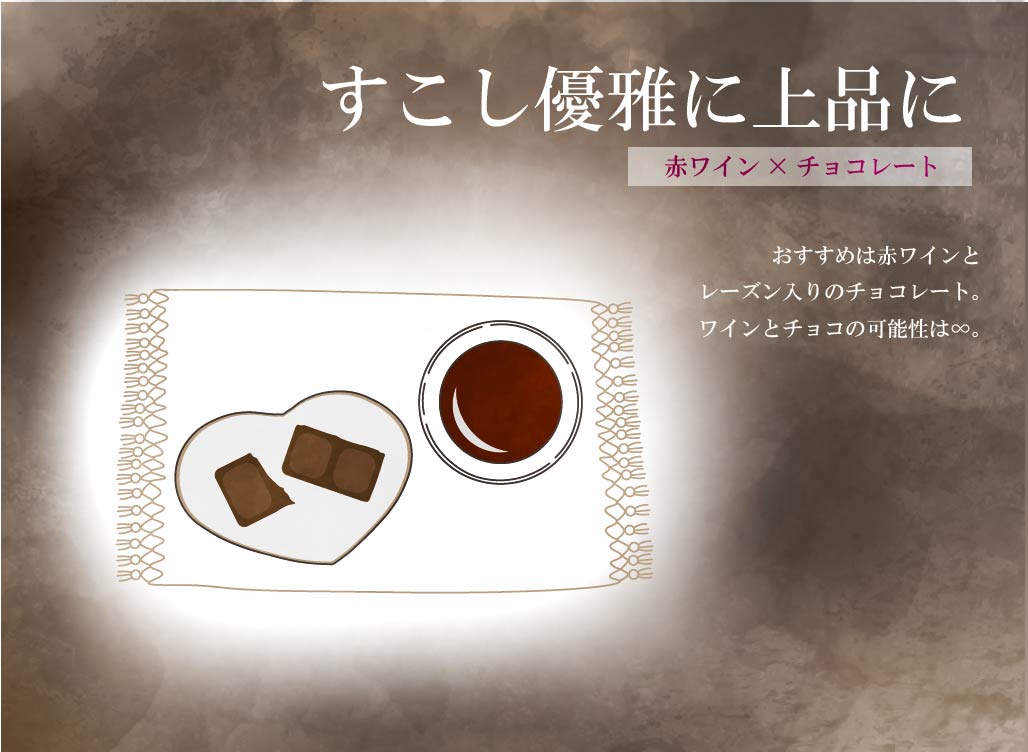 すこし優雅に上品に
赤ワイン × チョコレート
おすすめは赤ワインと
レーズン入りのチョコレート。
ワインとチョコの可能性は∞。